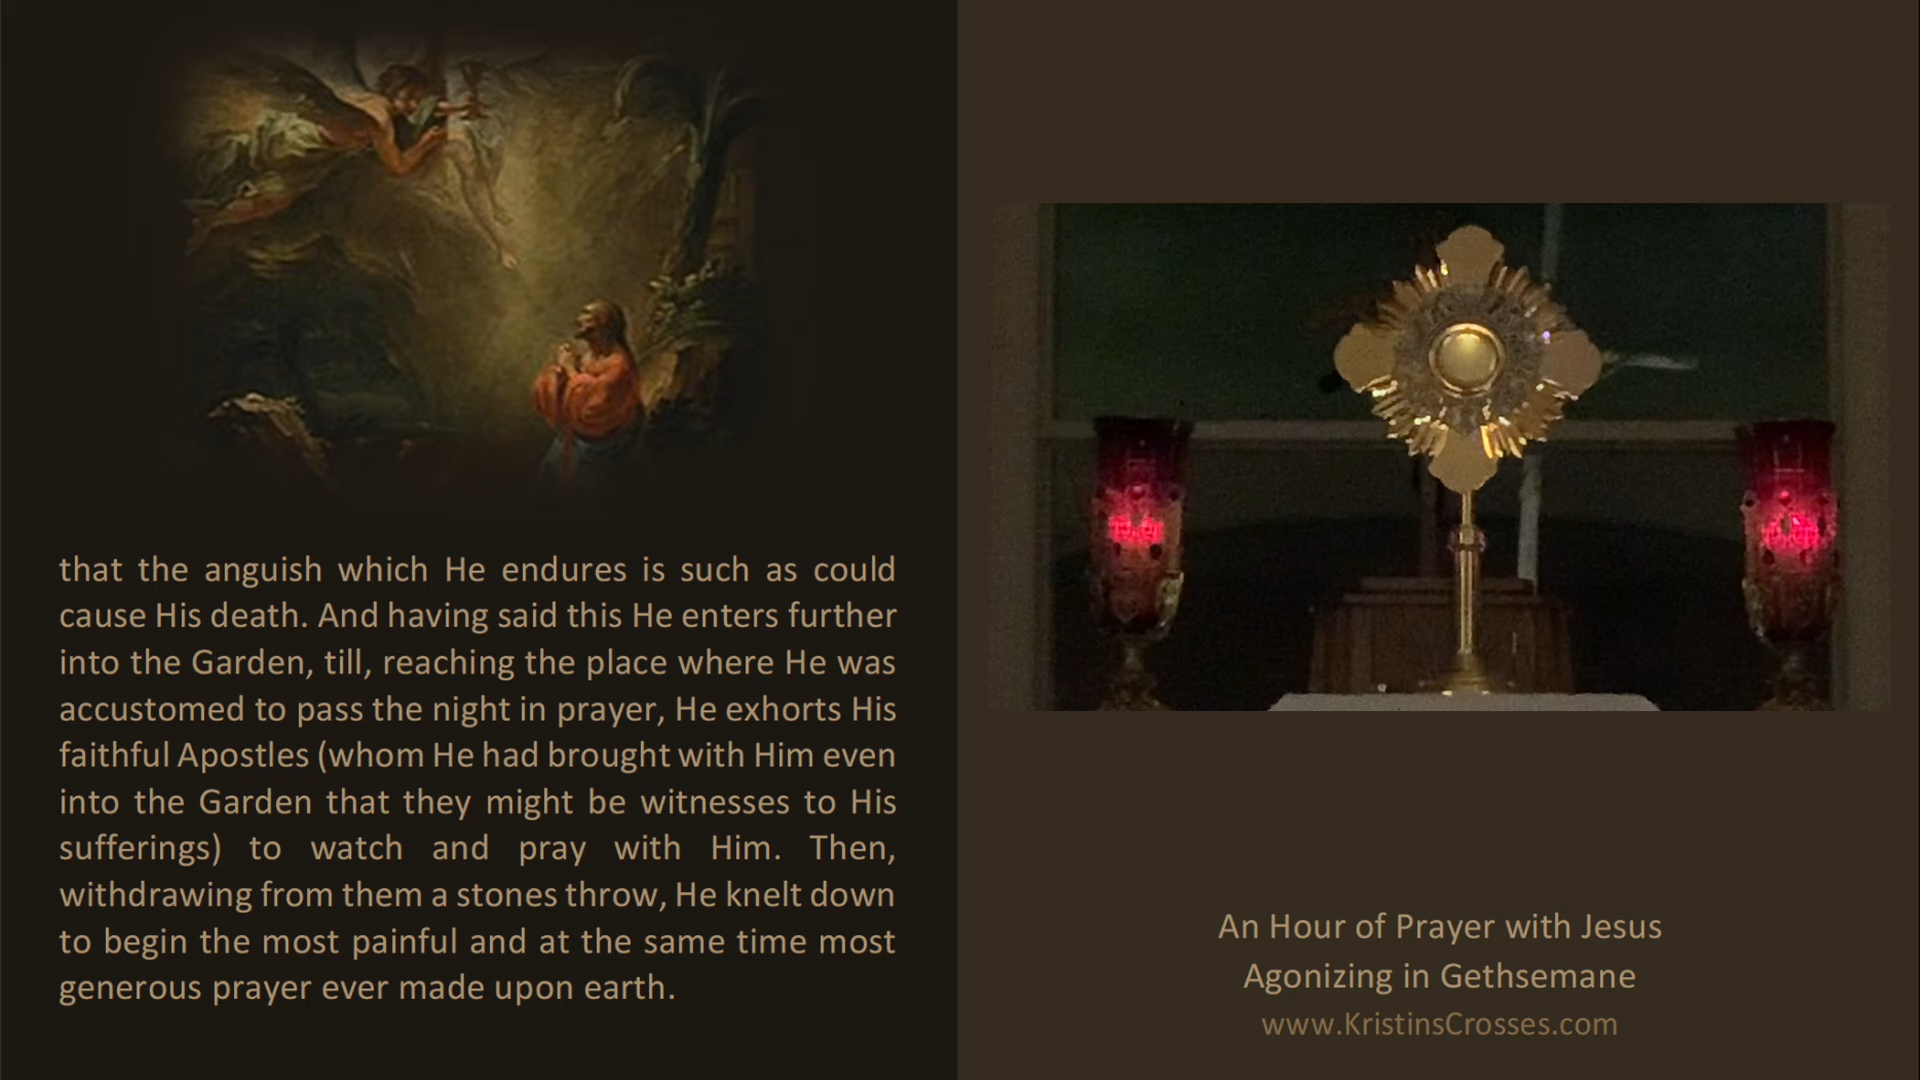 that the anguish which He endures is such as could
cause His death. And having said this He enters further
into the Garden, till, reaching the place where He was
accustomed to pass the night in prayer, He exhorts His
faithful Apostles (whom He had brought with Him even
into the Garden that they might be witnesses to His
sufferings) to watch and pray with Him. Then,
withdrawing from them a stones throw, He knelt down
to begin the most painful and at the same time most
generous prayer ever made upon earth.
An Hour of Prayer with Jesus
Agonizing in Gethsemane
www.KristinsCrosses.com